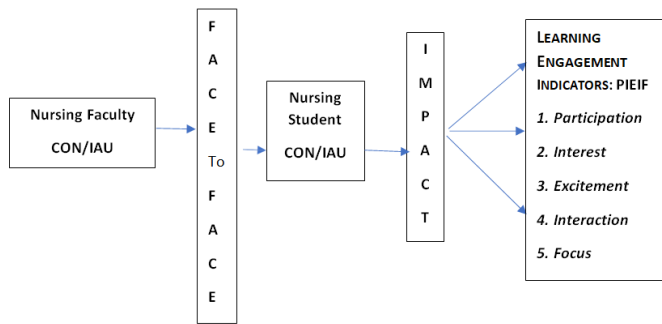 Nursing Faculty
CON/IAU
F
A
C
E
To
F
A
C
E
Nursing
Student
CON/IAU
I
M
P
A
C
T
LEARNING
ENGAGEMENT
INDICATORS: PIEIF
1. Participation
2. Interest
3. Excitement
4. Interaction
5. Focus